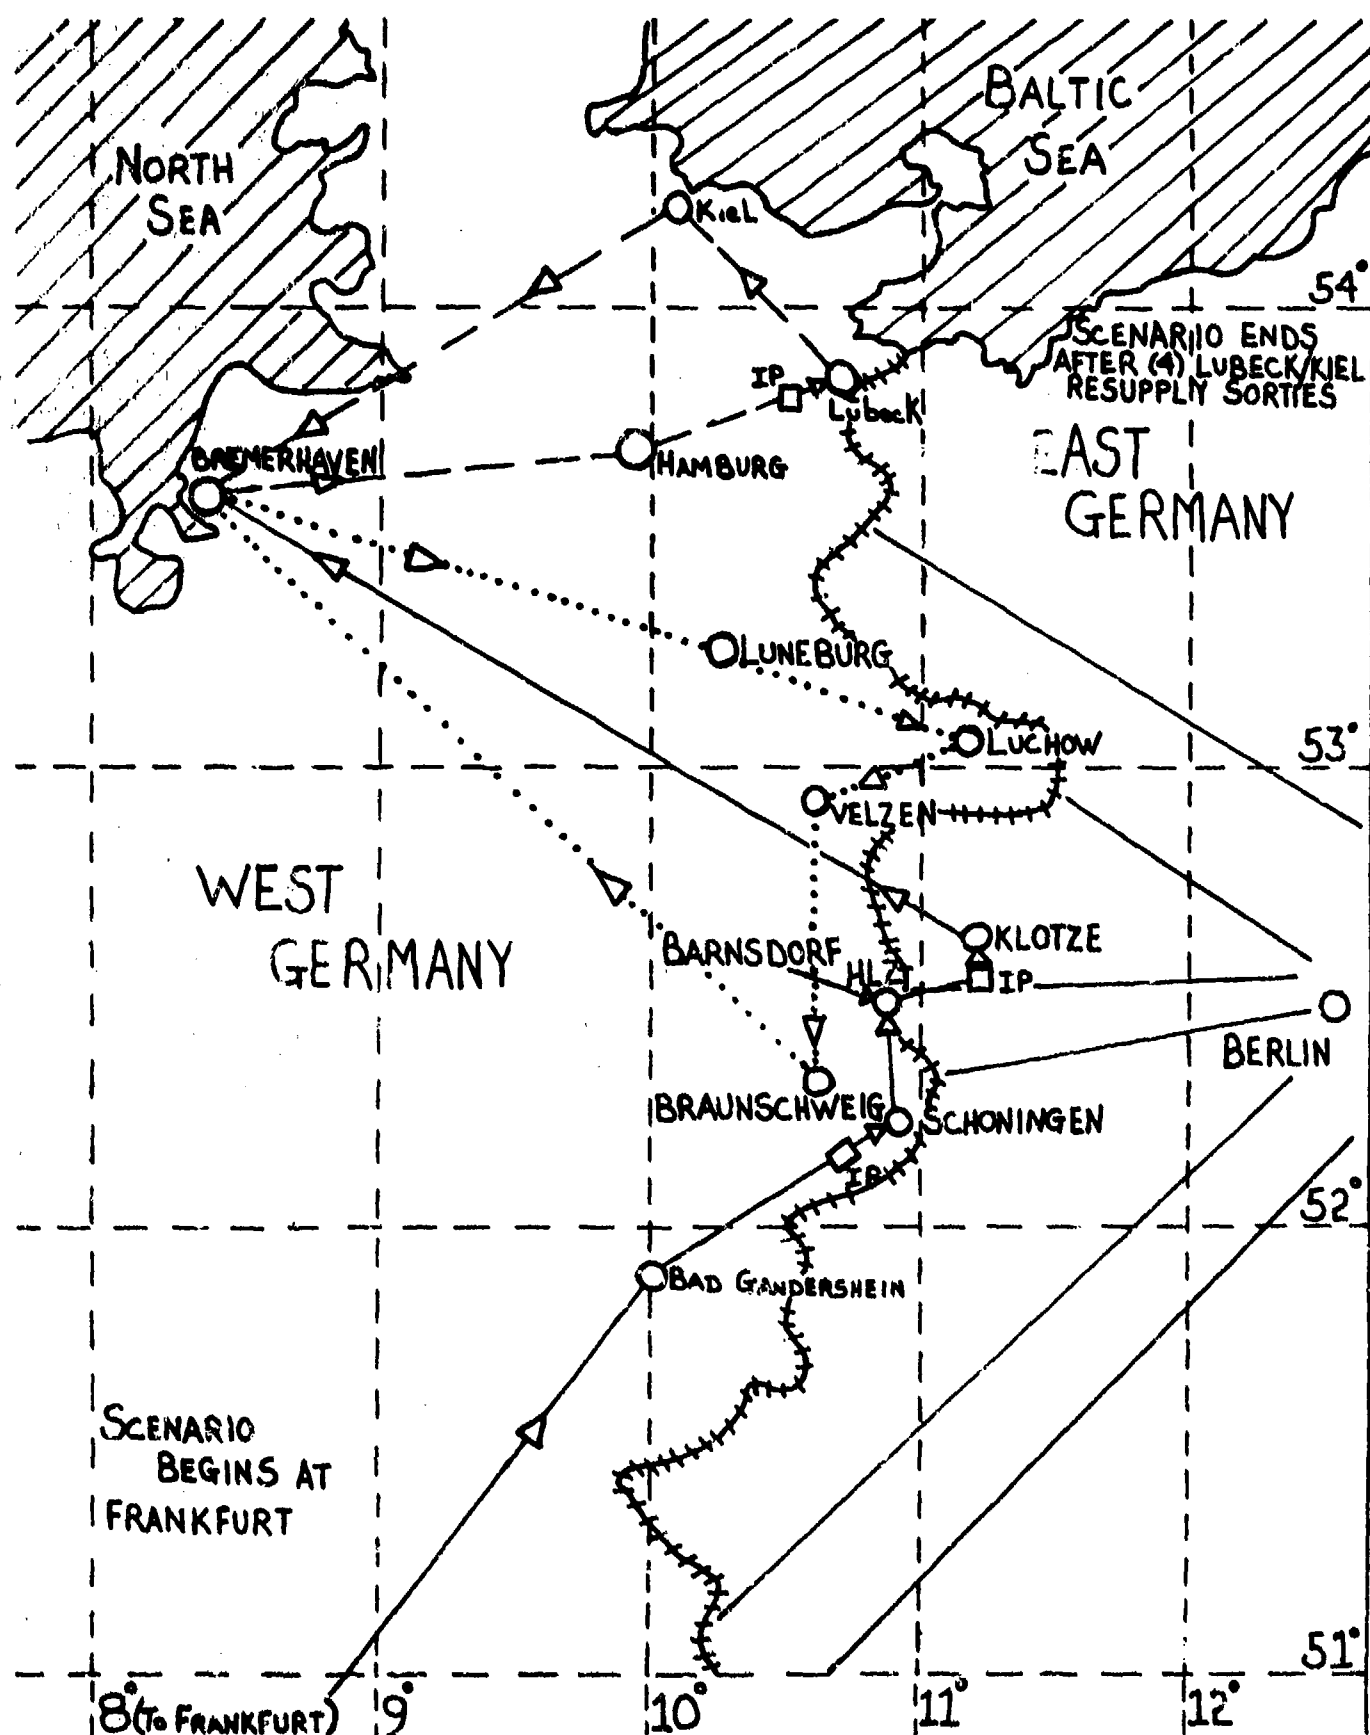 BALTIC
SEA
NORTH
SEA
KIEL
54°
SCENARIO ENDS
AFTER (4) LUBECK/KIEL
RESUPPLY SORTIES
IP
LUBECK
EAST
GERMANY
BREMERHAVEN
HAMBURG
LUNEBURG
53°
LUCHOW
VELZEN
WEST
GERMANY
KLOTZE
BARNSDORF
HLZ
IP
BERLIN
BRAUNSCHWEIG
SCHONINGEN
IP
52°
BAD GANDERSHEIN
SCENARIO
BEGINS AT
FRANKFURT
51°
8° (TO FRANKFURT) 9° 10° 11° 12°